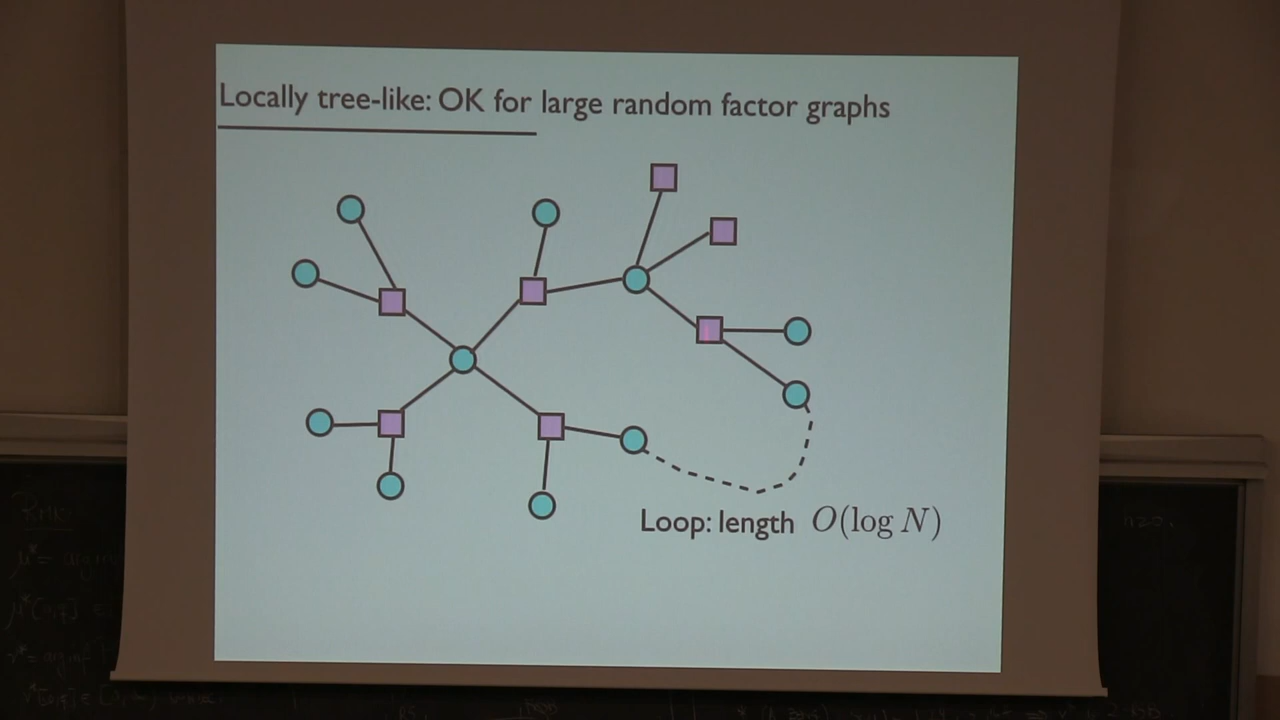 Locally tree-like: OK for large random factor graphs
Loop: length O(log N)